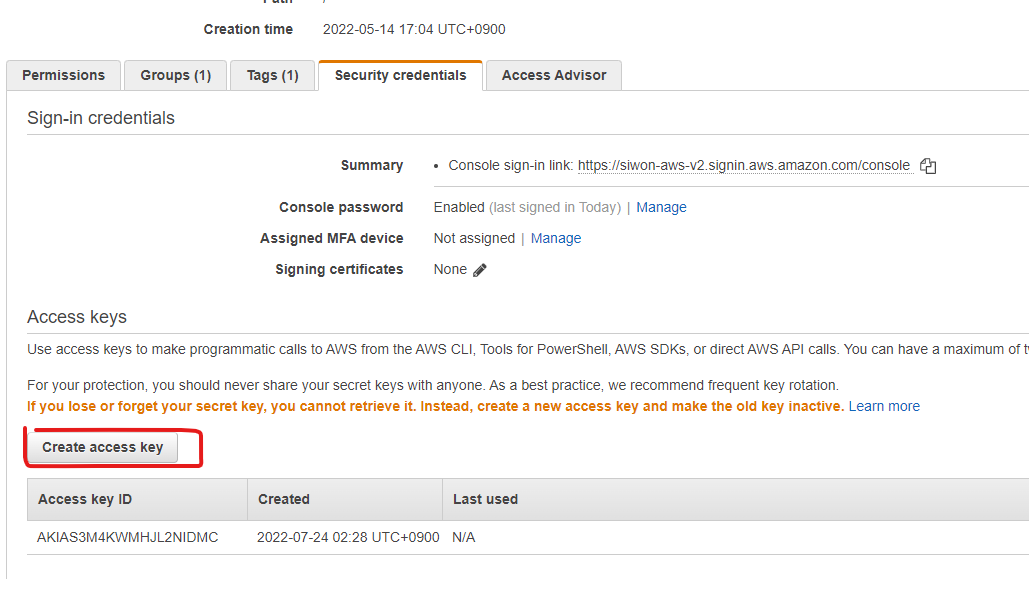 Creation time 2022-05-14 17:04 UTC+0900
Permissions Groups (1) Tags (1) Security credentials Access Advisor
Sign-in credentials
Summary • Console sign-in link: https://siwon-aws-v2.signin.aws.amazon.com/console
Console password Enabled (last signed in Today) | Manage
Assigned MFA device Not assigned | Manage
Signing certificates None
Access keys
Use access keys to make programmatic calls to AWS from the AWS CLI, Tools for PowerShell, AWS SDKs, or direct AWS API calls. You can have a maximum of
For your protection, you should never share your secret keys with anyone. As a best practice, we recommend frequent key rotation.
If you lose or forget your secret key, you cannot retrieve it. Instead, create a new access key and make the old key inactive. Learn more
Create access key
Access key ID Created Last used
AKIAS3M4KWMHJL2NIDMC 2022-07-24 02:28 UTC+0900 N/A